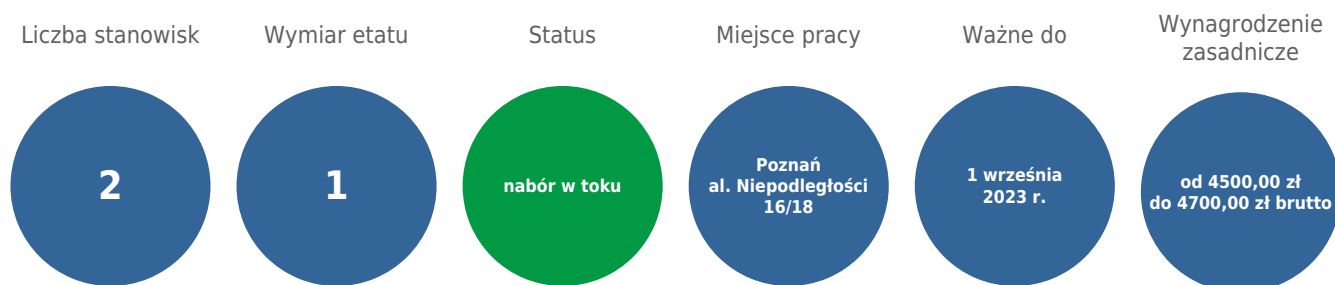 Liczba stanowisk
2
Wymiar etatu
1
Status
nabór w toku
Miejsce pracy
Poznań
al. Niepodległości
16/18
Ważne do
1 września
2023 r.
Wynagrodzenie
zasadnicze
od 4500,00 zł
do 4700,00 zł brutto